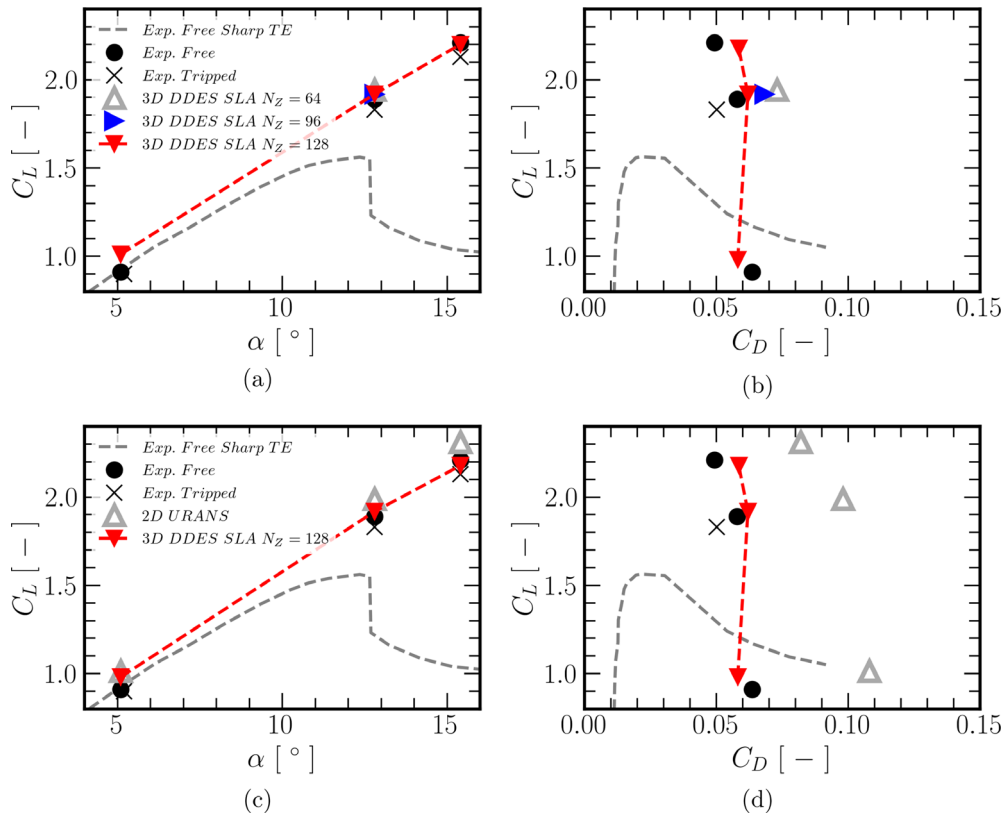 Exp. Free Sharp TE
Exp. Free
Exp. Tripped
3D DDES SLA N_Z = 64
3D DDES SLA N_Z = 96
3D DDES SLA N_Z = 128
C_L [ − ]
2.0
1.5
1.0
5
10
15
α [ ° ]
(a)
C_L [ − ]
2.0
1.5
1.0
0.00
0.05
0.10
0.15
C_D [ − ]
(b)
Exp. Free Sharp TE
Exp. Free
Exp. Tripped
2D URANS
3D DDES SLA N_Z = 128
C_L [ − ]
2.0
1.5
1.0
5
10
15
α [ ° ]
(c)
C_L [ − ]
2.0
1.5
1.0
0.00
0.05
0.10
0.15
C_D [ − ]
(d)